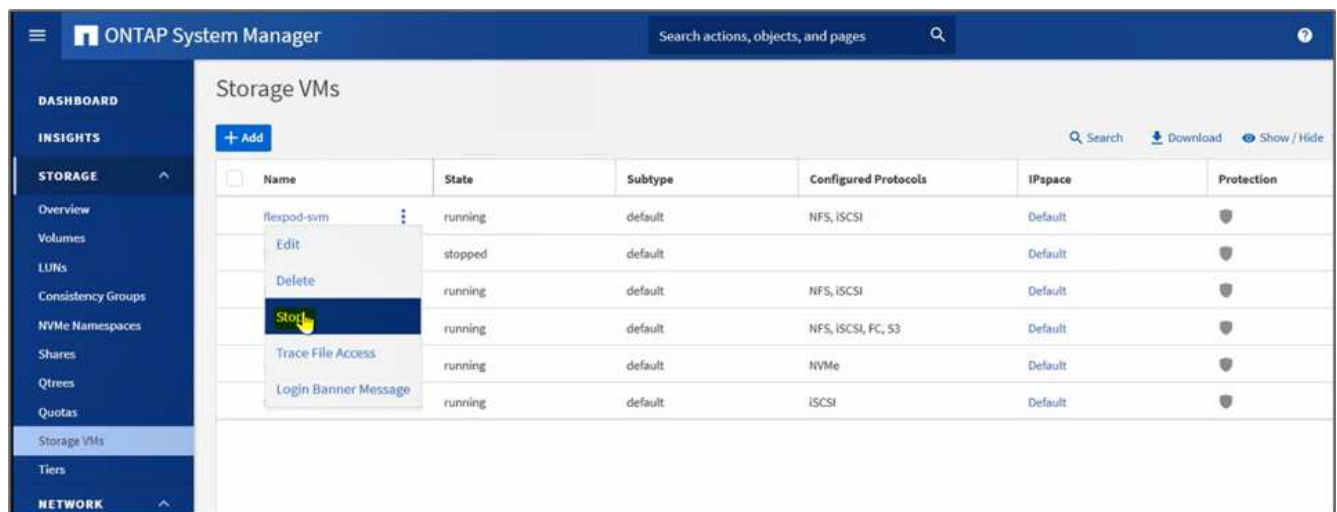 ONTAP System Manager
Search actions, objects, and pages
DASHBOARD
INSIGHTS
STORAGE
Overview
Volumes
LUNs
Consistency Groups
NVMe Namespaces
Shares
Qtrees
Quotas
Storage VMs
Tiers
NETWORK
Storage VMs
+ Add
Search Download Show / Hide
Name State Subtype Configured Protocols IPspace Protection
flexpod-svm running default NFS, iSCSI Default
stopped default Default
running default NFS, iSCSI Default
running default NFS, iSCSI, FC, S3 Default
running default NVMe Default
running default iSCSI Default
Edit
Delete
Stop
Trace File Access
Login Banner Message